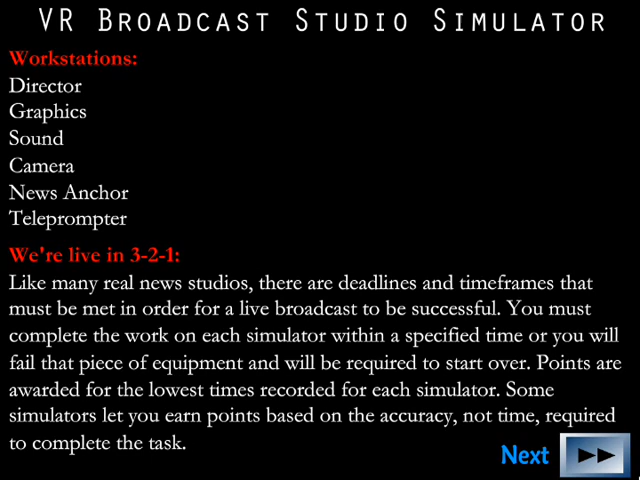 VR Broadcast Studio Simulator
Workstations:
Director
Graphics
Sound
Camera
News Anchor
Teleprompter
We're live in 3-2-1:
Like many real news studios, there are deadlines and timeframes that
must be met in order for a live broadcast to be successful. You must
complete the work on each simulator within a specified time or you will
fail that piece of equipment and will be required to start over. Points are
awarded for the lowest times recorded for each simulator. Some
simulators let you earn points based on the accuracy, not time, required
to complete the task.
Next